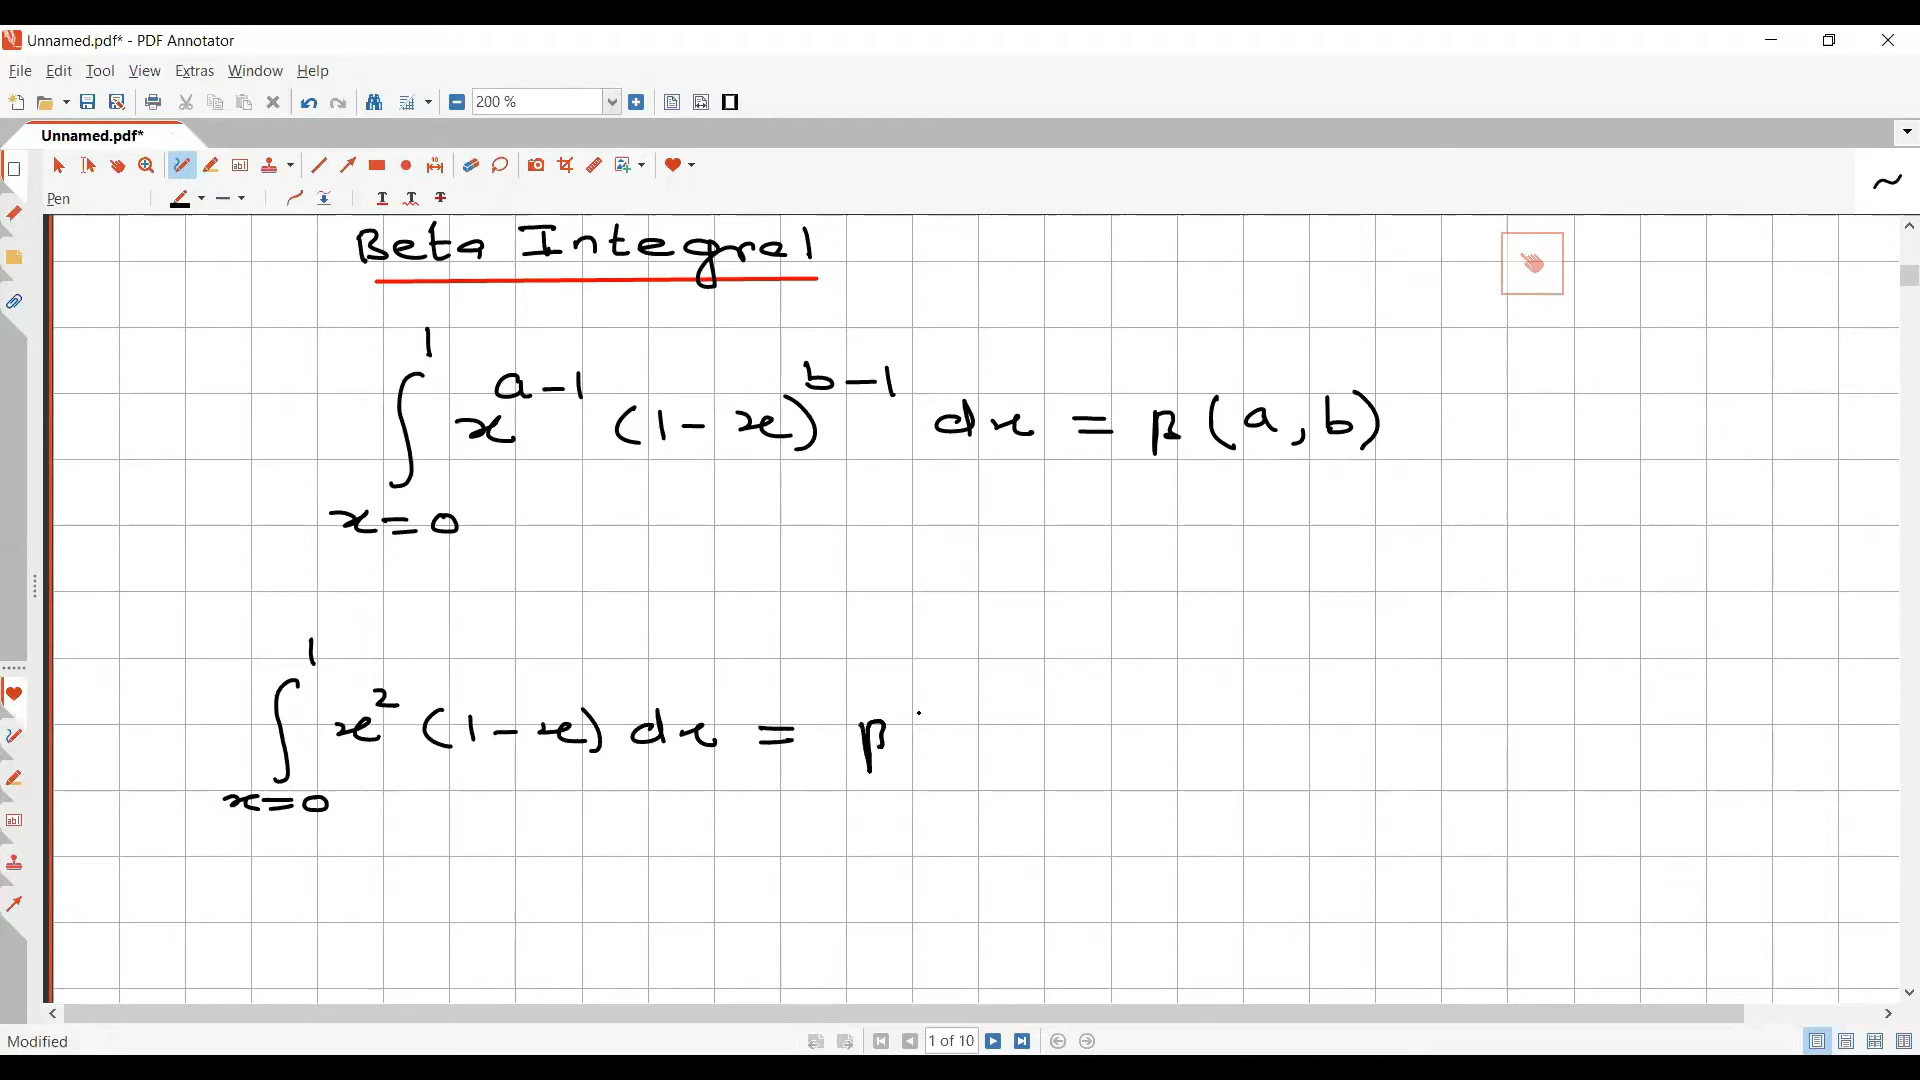 Unnamed.pdf* - PDF Annotator
File Edit Tool View Extras Window Help
200 %
Unnamed.pdf*
Pen
Beta Integral
∫_{x=0}^{1} x^{a-1} (1-x)^{b-1} dx = β(a,b)
∫_{x=0}^{1} x^2 (1-x) dx = β
Modified
1 of 10